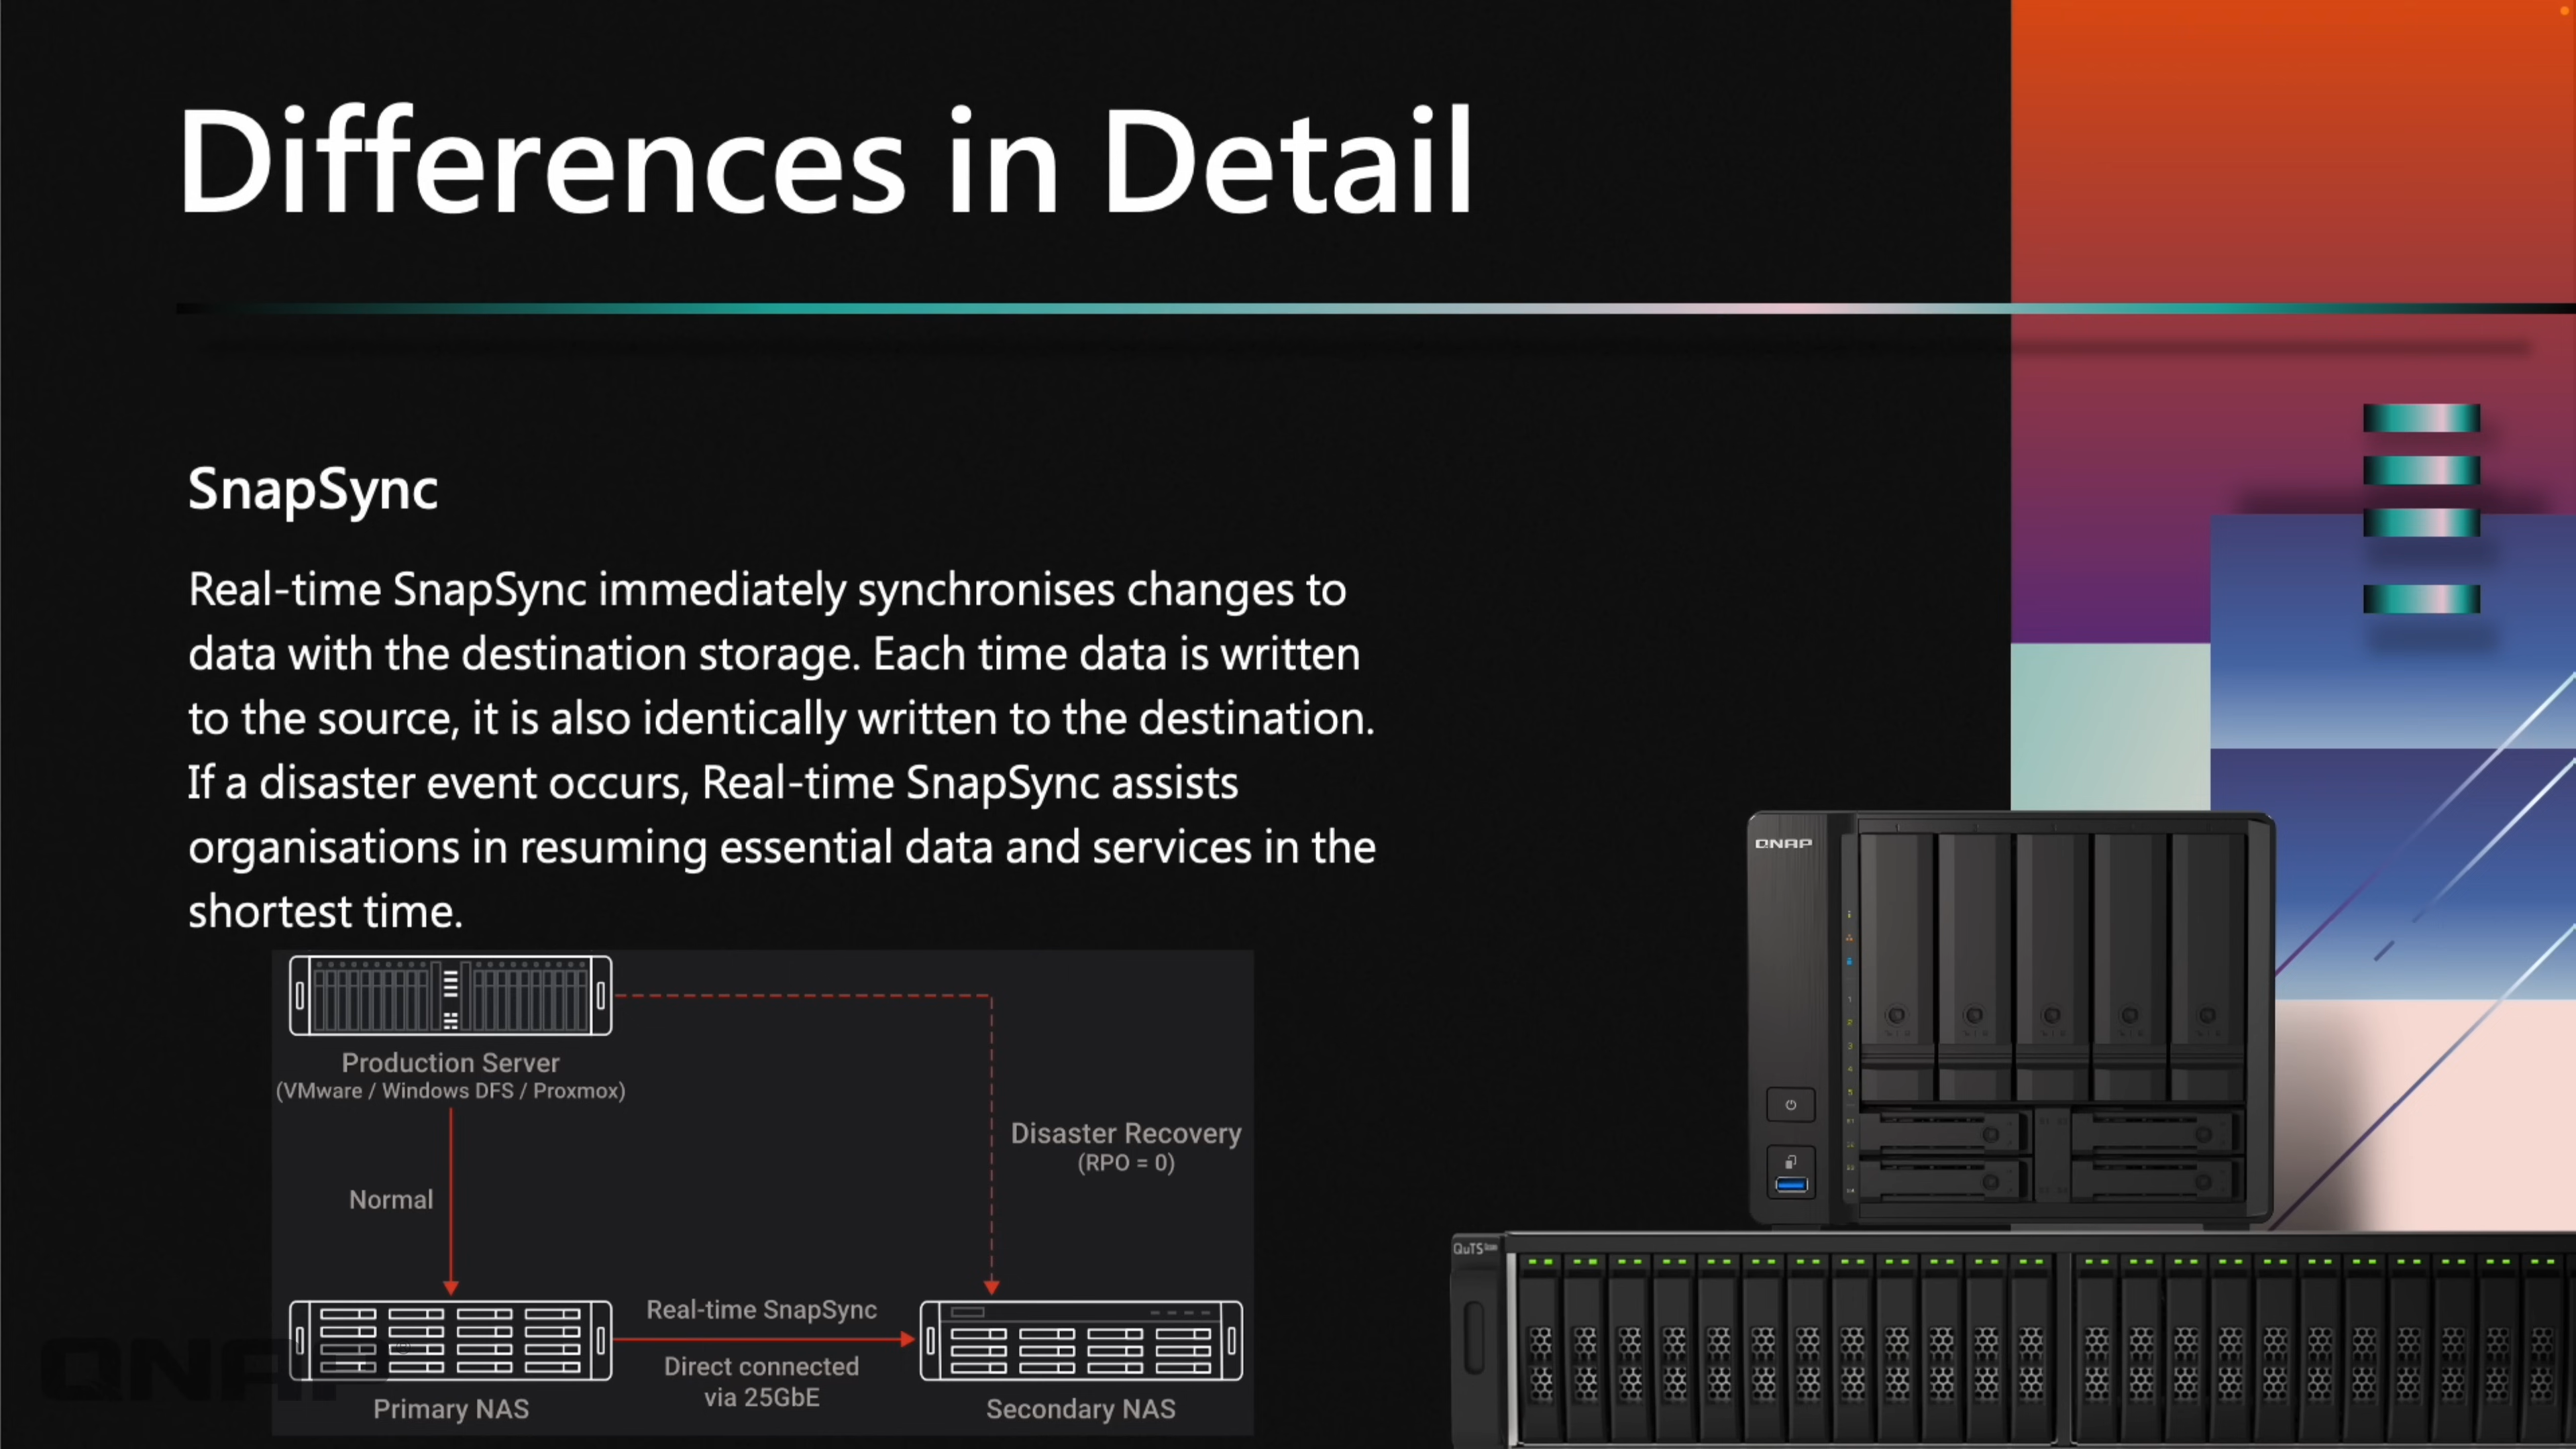 Differences in Detail
SnapSync
Real-time SnapSync immediately synchronises changes to
data with the destination storage. Each time data is written
to the source, it is also identically written to the destination.
If a disaster event occurs, Real-time SnapSync assists
organisations in resuming essential data and services in the
shortest time.
Production Server
(VMware / Windows DFS / Proxmox)
Disaster Recovery
(RPO = 0)
Normal
Real-time SnapSync
Direct connected
via 25GbE
Primary NAS
Secondary NAS
QNAP
QNAP
QuTS